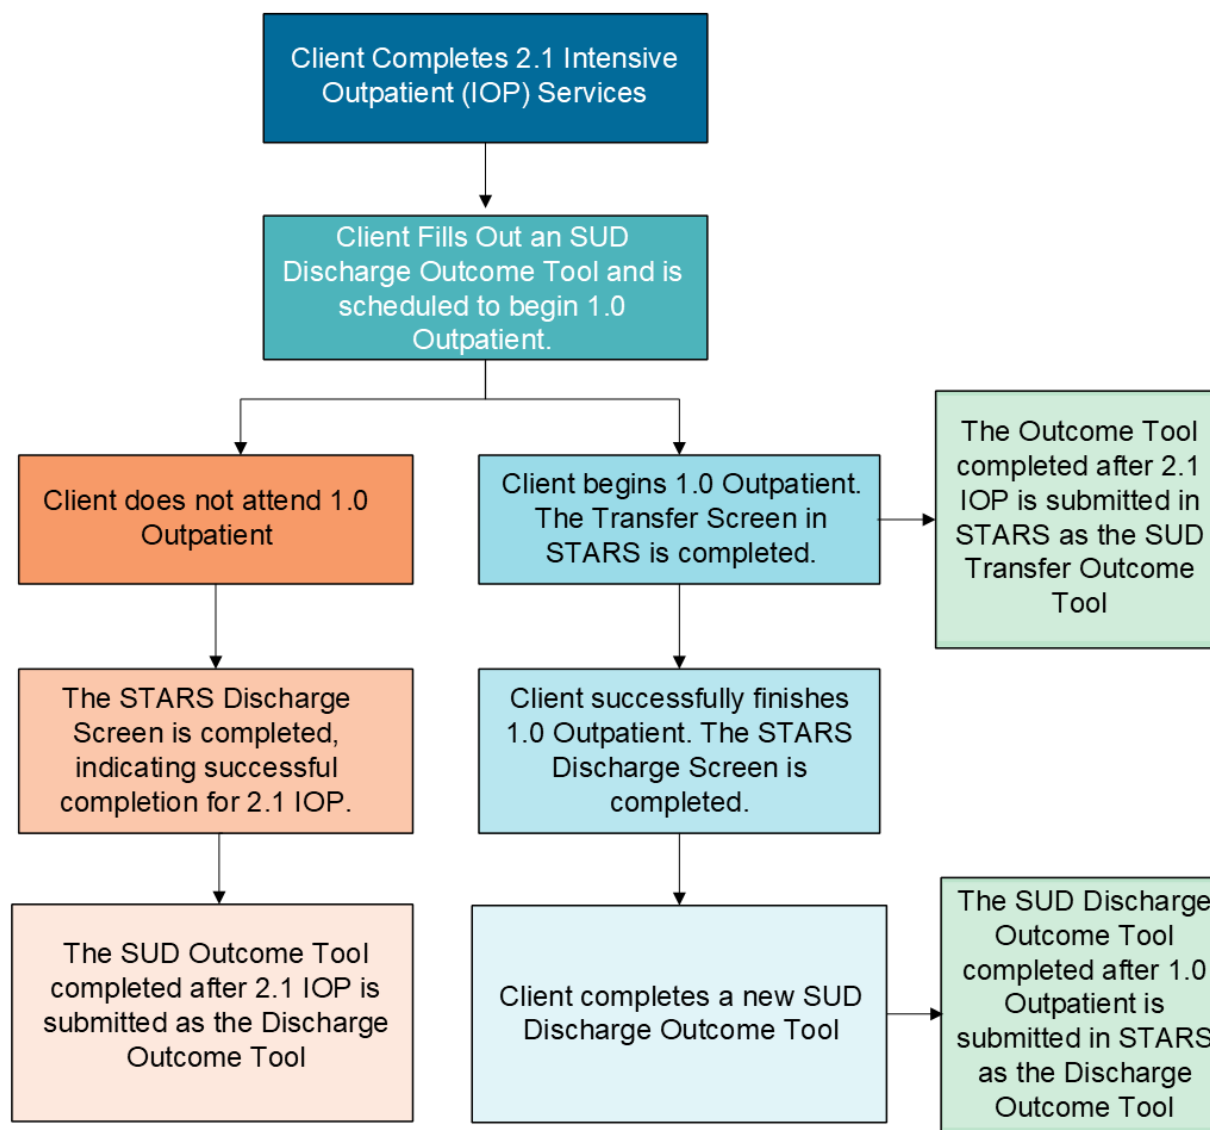 Client Completes 2.1 Intensive
Outpatient (IOP) Services
Client Fills Out an SUD
Discharge Outcome Tool and is
scheduled to begin 1.0
Outpatient.
Client does not attend 1.0
Outpatient
Client begins 1.0 Outpatient.
The Transfer Screen in
STARS is completed.
The Outcome Tool
completed after 2.1
IOP is submitted in
STARS as the SUD
Transfer Outcome
Tool
The STARS Discharge
Screen is completed,
indicating successful
completion for 2.1 IOP.
Client successfully finishes
1.0 Outpatient. The STARS
Discharge Screen is
completed.
The SUD Outcome Tool
completed after 2.1 IOP is
submitted as the Discharge
Outcome Tool
Client completes a new SUD
Discharge Outcome Tool
The SUD Discharge
Outcome Tool
completed after 1.0
Outpatient is
submitted in STARS
as the Discharge
Outcome Tool